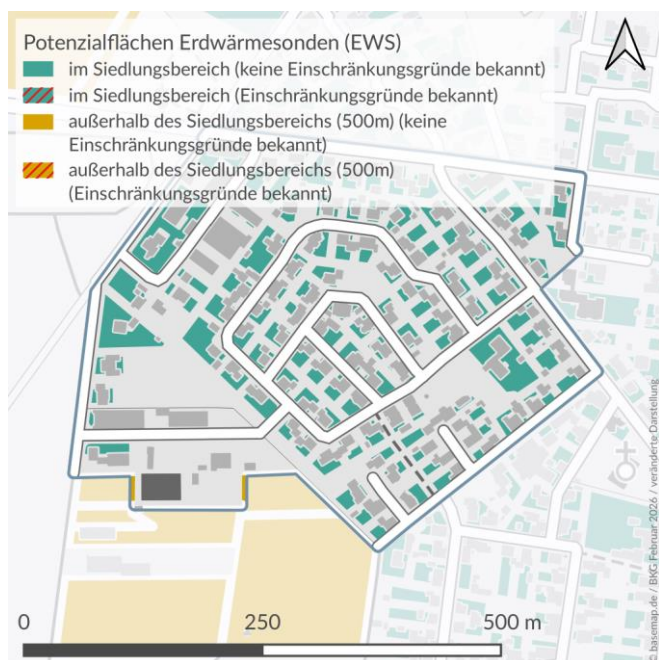 Potenzialflächen Erdwärmesonden (EWS)
im Siedlungsbereich (keine Einschränkungsgründe bekannt)
im Siedlungsbereich (Einschränkungsgründe bekannt)
außerhalb des Siedlungsbereichs (500m) (keine
Einschränkungsgründe bekannt)
außerhalb des Siedlungsbereichs (500m)
(Einschränkungsgründe bekannt)
0
250
500 m
© basemap.de / BKG Februar 2026 / veränderte Darstellung